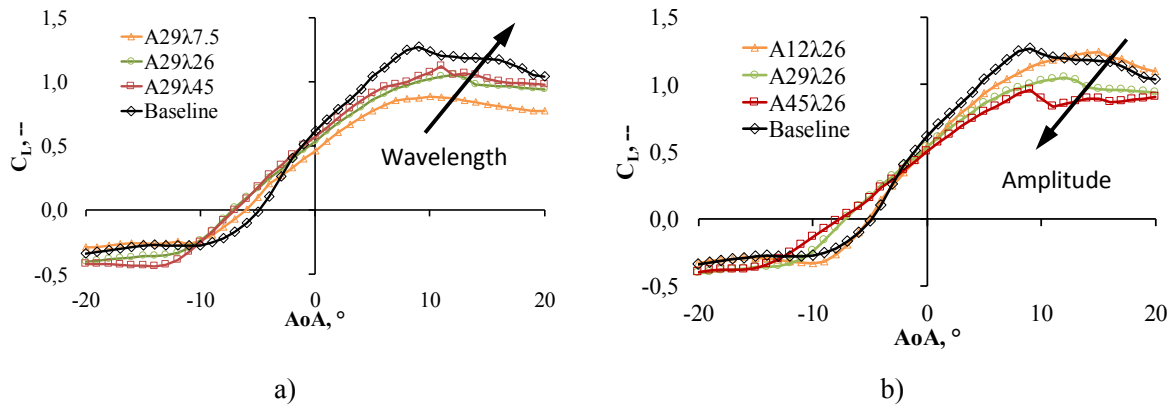 1,5
1,0
0,5
0,0
-0,5
C_L, --
A29λ7.5
A29λ26
A29λ45
Baseline
Wavelength
-20
-10
0
10
20
AoA, °
a)
1,5
1,0
0,5
0,0
-0,5
C_L, --
A12λ26
A29λ26
A45λ26
Baseline
Amplitude
-20
-10
0
10
20
AoA, °
b)